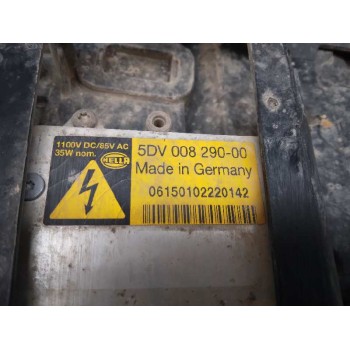 1100V DC/85V AC
35W nom.
HELLA
5DV 008 290-00
Made in Germany
06150102220142